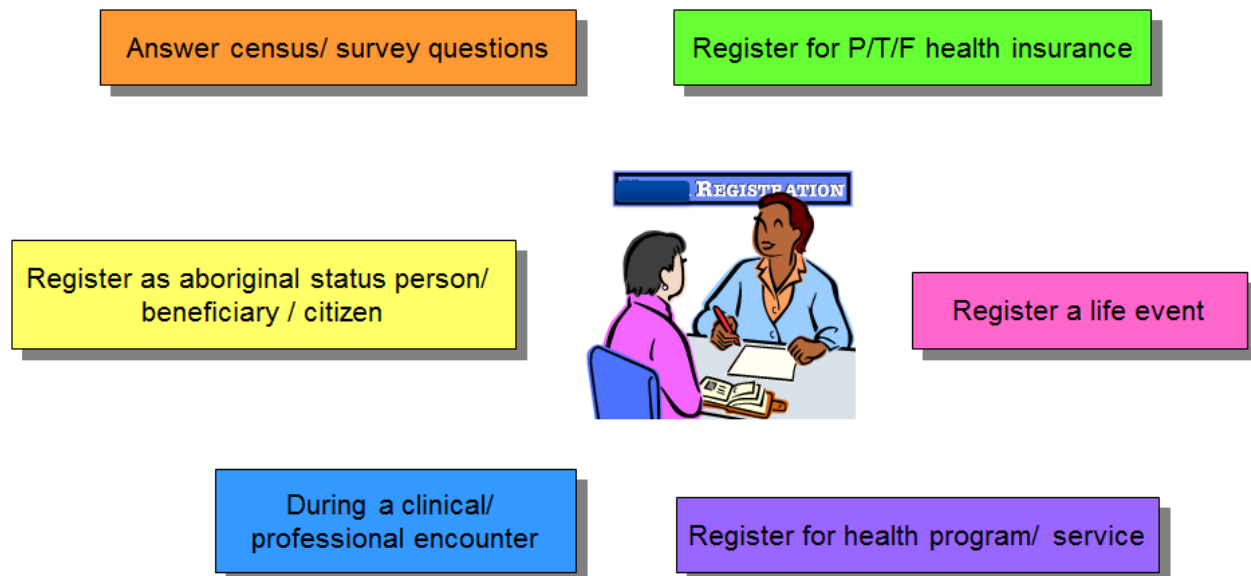 Answer census/ survey questions
Register for P/T/F health insurance
REGISTRATION
Register as aboriginal status person/
beneficiary / citizen
Register a life event
During a clinical/
professional encounter
Register for health program/ service